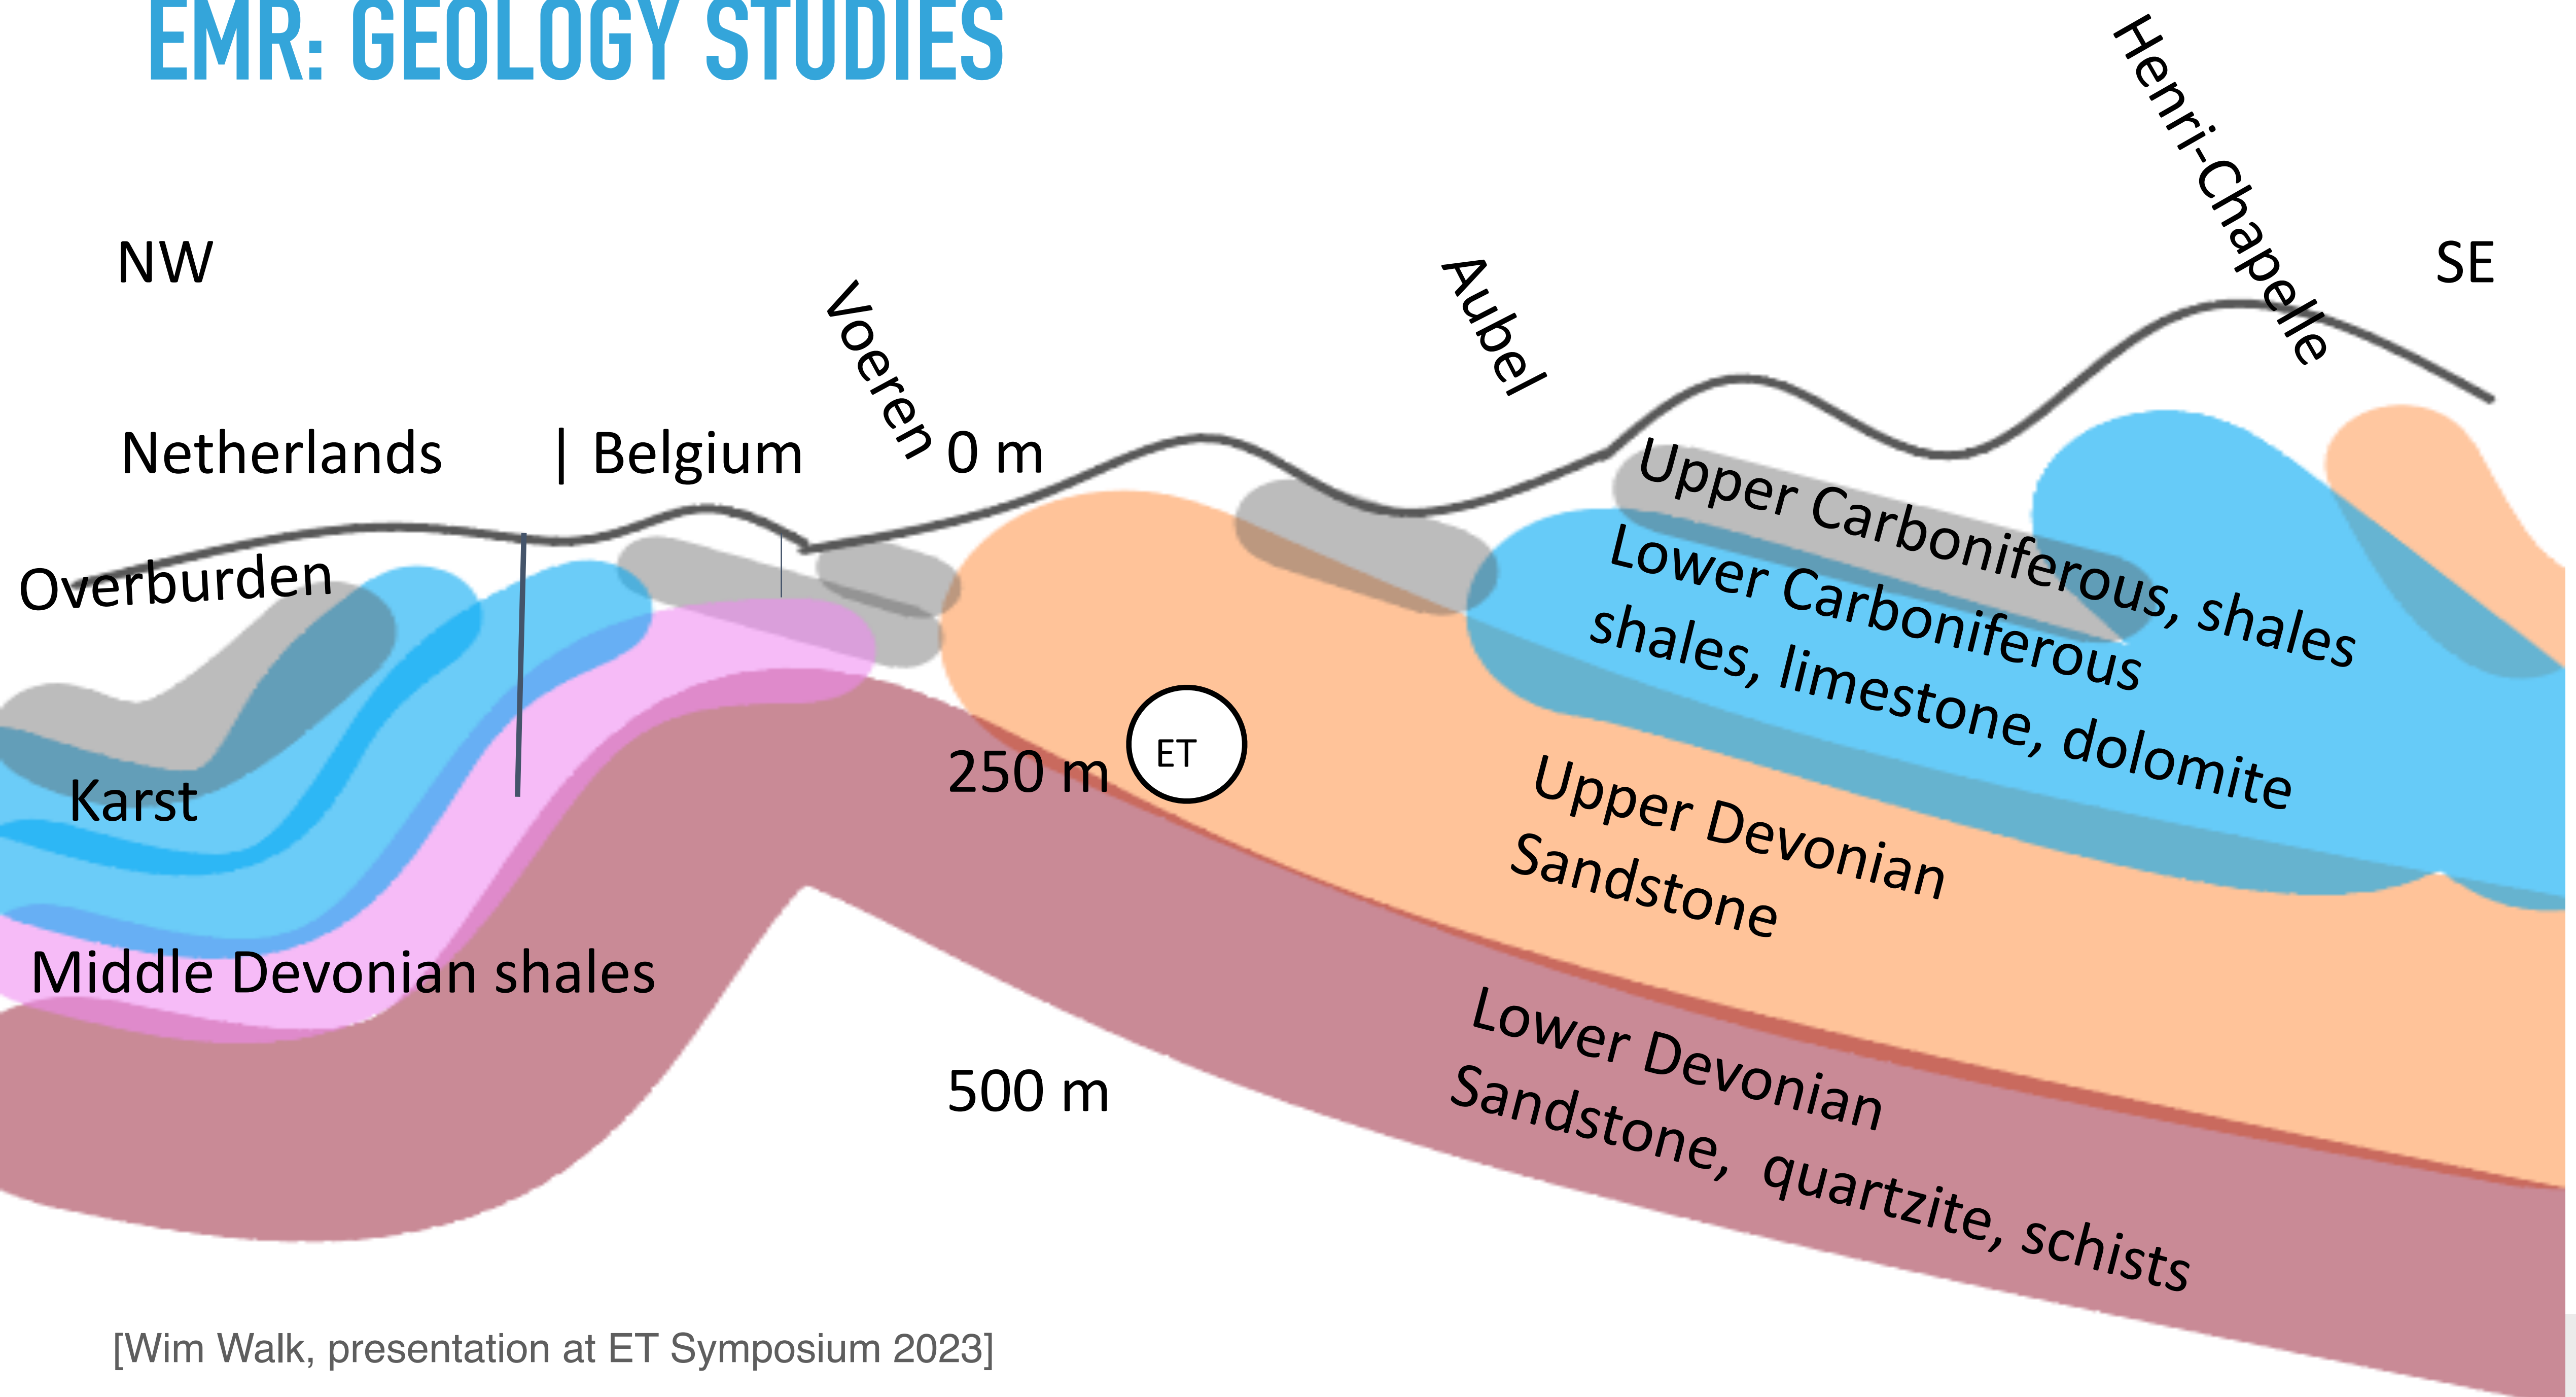 EMR: GEOLOGY STUDIES
Henri-Chapelle
NW
SE
Voeren
Aubel
Netherlands | Belgium
0 m
Overburden
Upper Carboniferous, shales
Lower Carboniferous
shales, limestone, dolomite
Karst
250 m
ET
Upper Devonian
Sandstone
Middle Devonian shales
Lower Devonian
Sandstone, quartzite, schists
500 m
[Wim Walk, presentation at ET Symposium 2023]